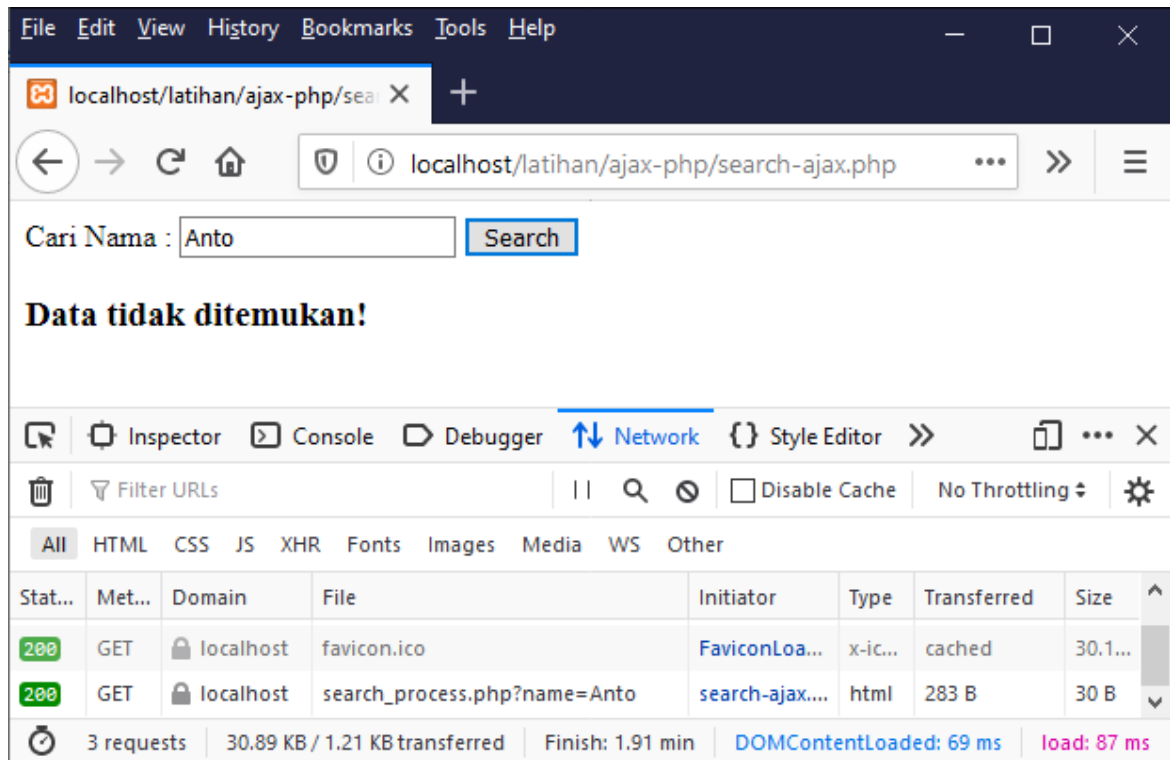 File Edit View History Bookmarks Tools Help
localhost/latihan/ajax-php/sea
localhost/latihan/ajax-php/search-ajax.php
Cari Nama : Anto Search
Data tidak ditemukan!
Inspector Console Debugger Network Style Editor
Filter URLs Disable Cache No Throttling
All HTML CSS JS XHR Fonts Images Media WS Other
Stat... Met... Domain File Initiator Type Transferred Size
200 GET localhost favicon.ico FaviconLoa... x-ic... cached 30.1...
200 GET localhost search_process.php?name=Anto search-ajax.... html 283 B 30 B
3 requests 30.89 KB / 1.21 KB transferred Finish: 1.91 min DOMContentLoaded: 69 ms load: 87 ms